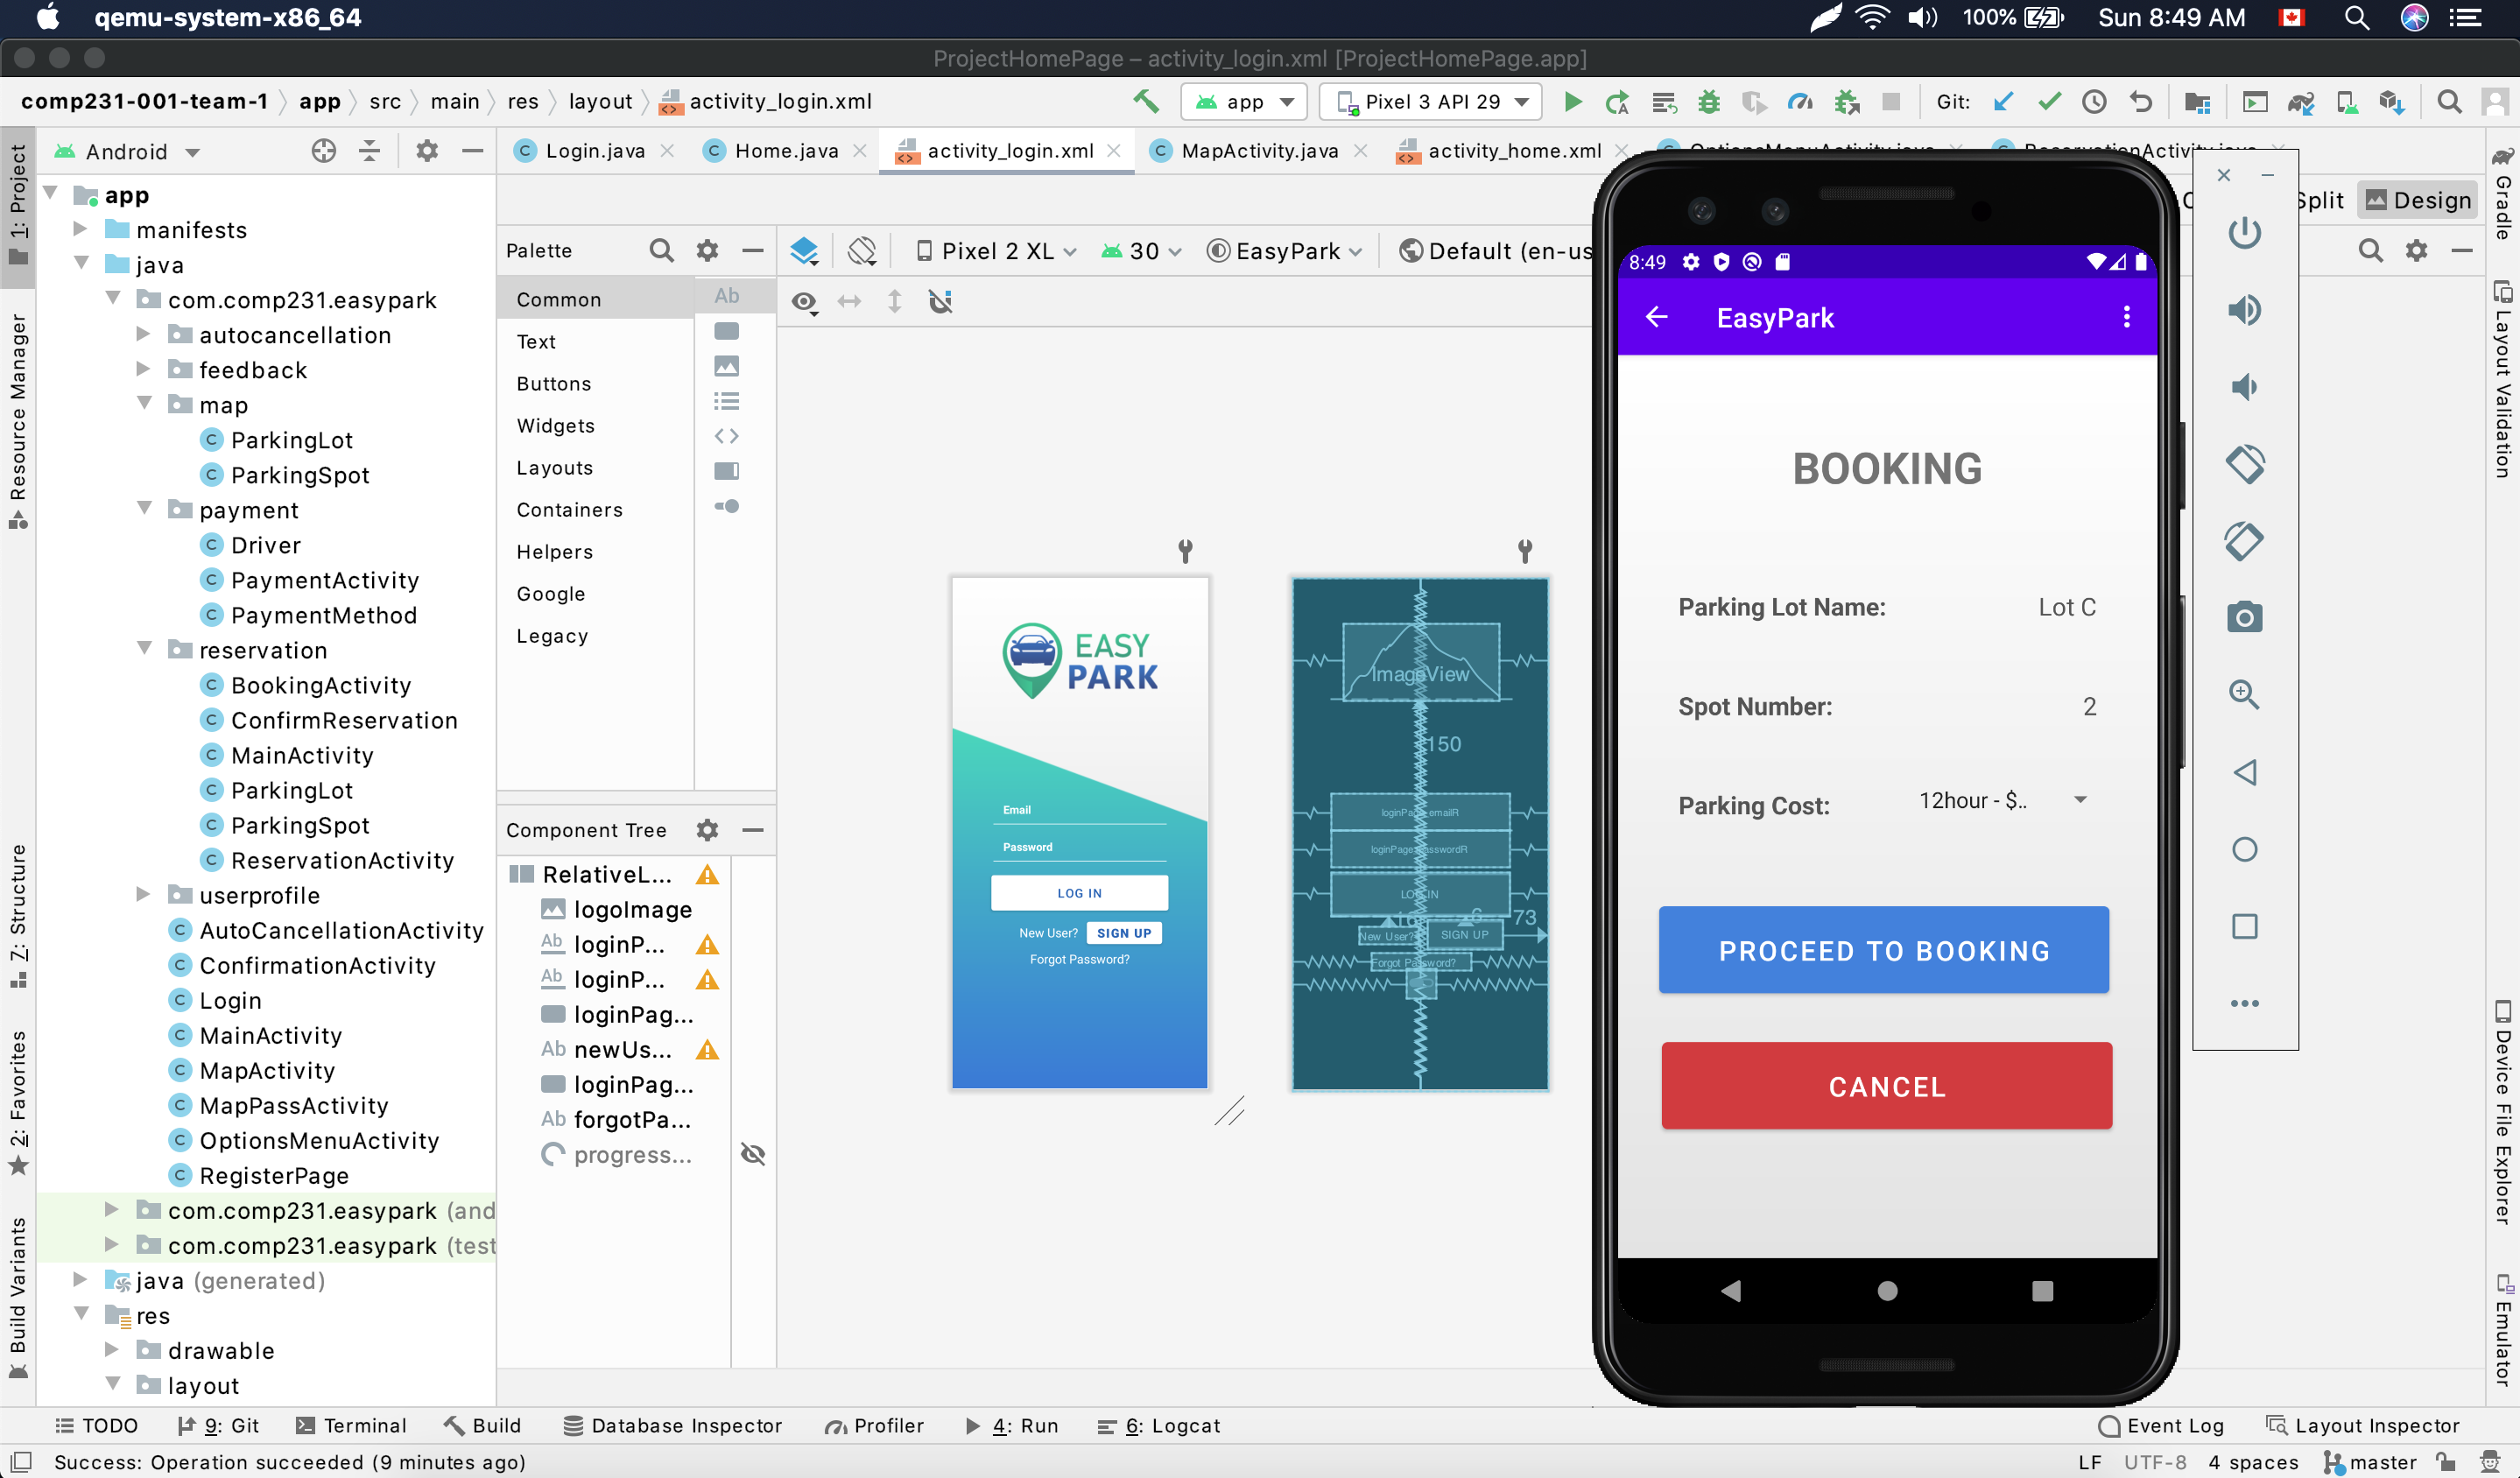 qemu-system-x86_64
100%
Sun 8:49 AM
ProjectHomePage – activity_login.xml [ProjectHomePage.app]
comp231-001-team-1 app src main res layout activity_login.xml
app
Pixel 3 API 29
Git:
Android
Login.java
Home.java
activity_login.xml
MapActivity.java
activity_home.xml
Split
Design
1: Project
Resource Manager
7: Structure
2: Favorites
Build Variants
app
manifests
java
com.comp231.easypark
autocancellation
feedback
map
ParkingLot
ParkingSpot
payment
Driver
PaymentActivity
PaymentMethod
reservation
BookingActivity
ConfirmReservation
MainActivity
ParkingLot
ParkingSpot
ReservationActivity
userprofile
AutoCancellationActivity
ConfirmationActivity
Login
MainActivity
MapActivity
MapPassActivity
OptionsMenuActivity
RegisterPage
com.comp231.easypark (and
com.comp231.easypark (test
java (generated)
res
drawable
layout
Palette
Common
Text
Buttons
Widgets
Layouts
Containers
Helpers
Google
Legacy
Ab
Pixel 2 XL
30
EasyPark
Default (en-us
Component Tree
RelativeL...
logoImage
Ab loginP...
Ab loginP...
loginPag...
Ab newUs...
loginPag...
Ab forgotPa...
progress...
EASY
PARK
Email
Password
LOG IN
New User? SIGN UP
Forgot Password?
ImageView
150
LOG IN
73
New User?
SIGN UP
Forgot Password?
8:49
EasyPark
BOOKING
Parking Lot Name: Lot C
Spot Number: 2
Parking Cost: 12hour - $..
PROCEED TO BOOKING
CANCEL
Gradle
Layout Validation
Device File Explorer
Emulator
TODO
9: Git
Terminal
Build
Database Inspector
Profiler
4: Run
6: Logcat
Event Log
Layout Inspector
Success: Operation succeeded (9 minutes ago)
LF UTF-8 4 spaces master